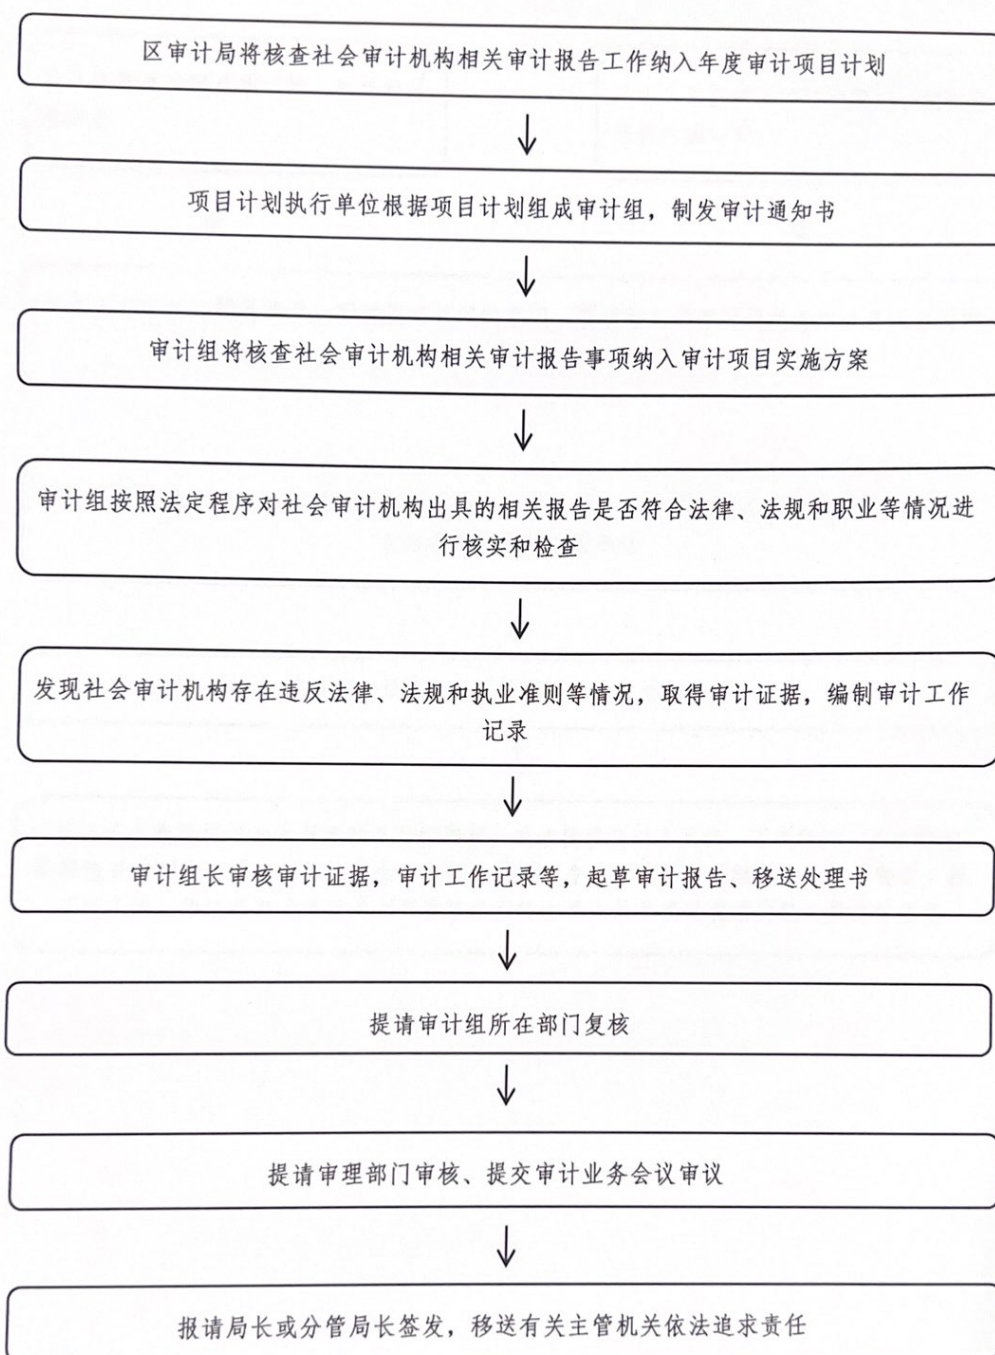 区审计局将核查社会审计机构相关审计报告工作纳入年度审计项目计划
项目计划执行单位根据项目计划组成审计组，制发审计通知书
审计组将核查社会审计机构相关审计报告事项纳入审计项目实施方案
审计组按照法定程序对社会审计机构出具的相关报告是否符合法律、法规和职业等情况进
行核实和检查
发现社会审计机构存在违反法律、法规和执业准则等情况，取得审计证据，编制审计工作
记录
审计组长审核审计证据，审计工作记录等，起草审计报告、移送处理书
提请审计组所在部门复核
提请审理部门审核、提交审计业务会议审议
报请局长或分管局长签发，移送有关主管机关依法追求责任